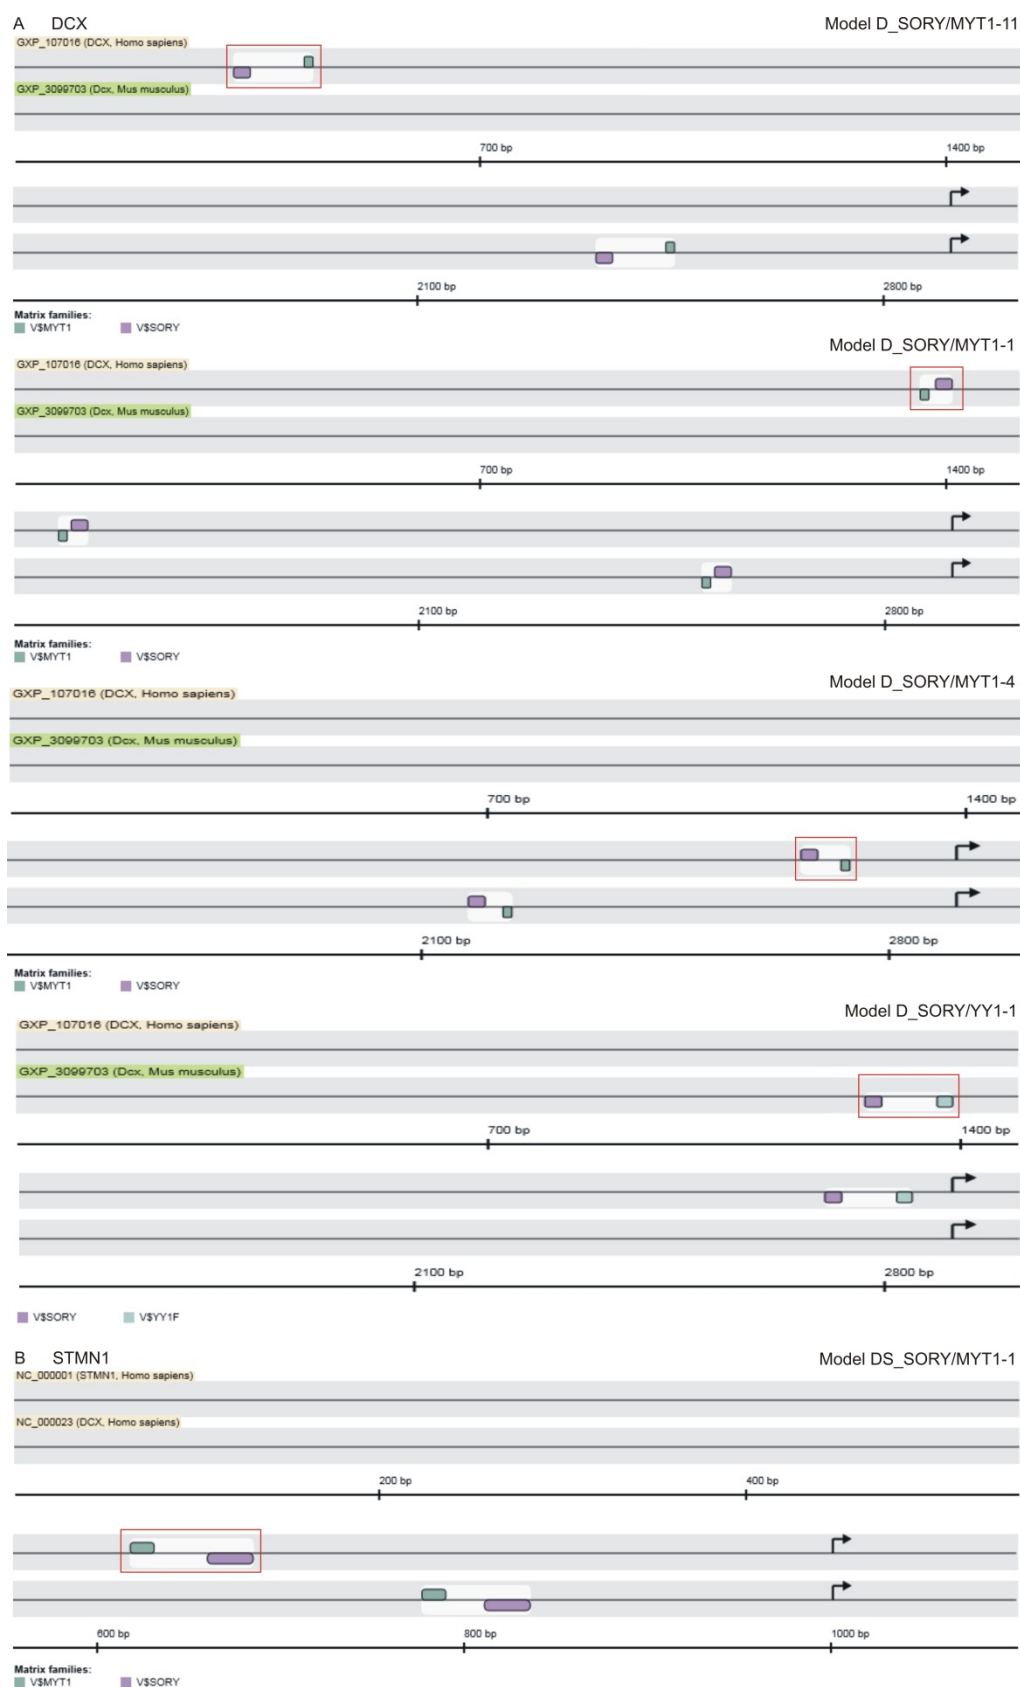 A DCX Model D_SORY/MYT1-11
GXP_107016 (DCX, Homo sapiens)
GXP_3099703 (Dcx, Mus musculus)
700 bp 1400 bp
2100 bp 2800 bp
Matrix families:
V$MYT1 V$SORY
Model D_SORY/MYT1-1
GXP_107016 (DCX, Homo sapiens)
GXP_3099703 (Dcx, Mus musculus)
700 bp 1400 bp
2100 bp 2800 bp
Matrix families:
V$MYT1 V$SORY
Model D_SORY/MYT1-4
GXP_107016 (DCX, Homo sapiens)
GXP_3099703 (Dcx, Mus musculus)
700 bp 1400 bp
2100 bp 2800 bp
Matrix families:
V$MYT1 V$SORY
Model D_SORY/YY1-1
GXP_107016 (DCX, Homo sapiens)
GXP_3099703 (Dcx, Mus musculus)
700 bp 1400 bp
2100 bp 2800 bp
V$SORY V$YY1F
B STMN1 Model DS_SORY/MYT1-1
NC_000001 (STMN1, Homo sapiens)
NC_000023 (DCX, Homo sapiens)
200 bp 400 bp
600 bp 800 bp 1000 bp
Matrix families:
V$MYT1 V$SORY